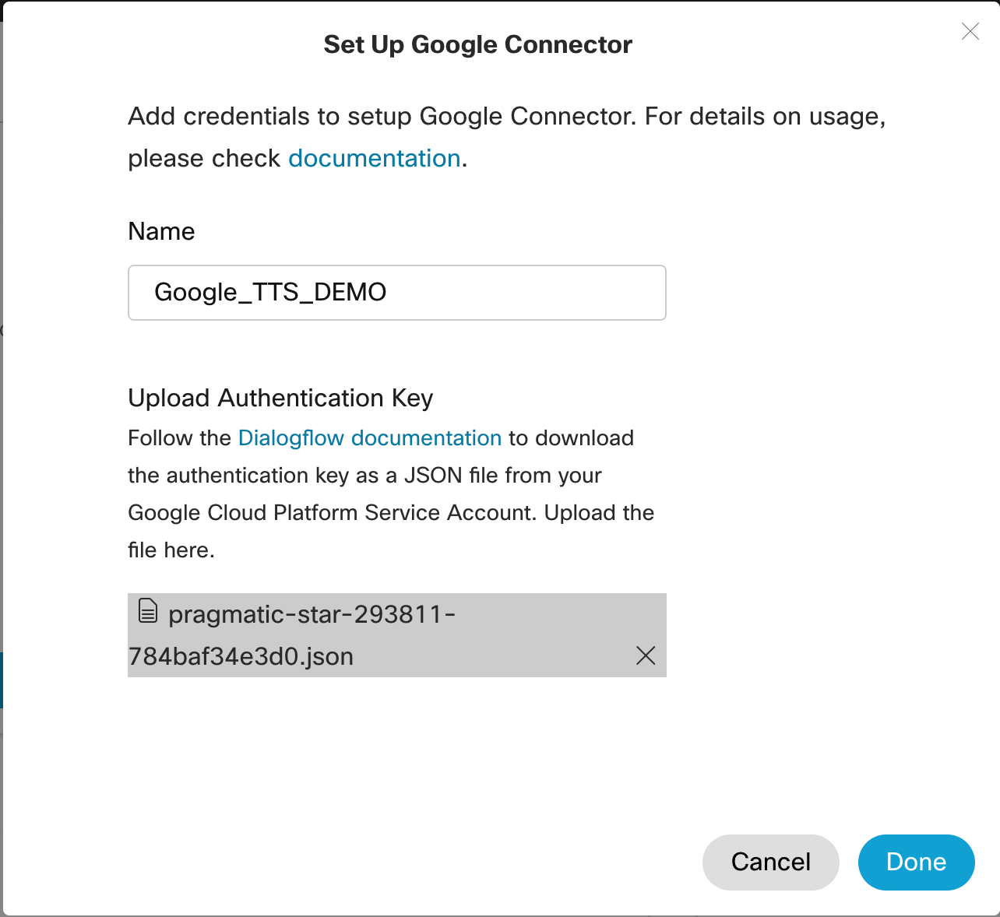 Set Up Google Connector
Add credentials to setup Google Connector. For details on usage,
please check documentation.
Name
Google_TTS_DEMO
Upload Authentication Key
Follow the Dialogflow documentation to download
the authentication key as a JSON file from your
Google Cloud Platform Service Account. Upload the
file here.
pragmatic-star-293811-
784baf34e3d0.json
Cancel
Done